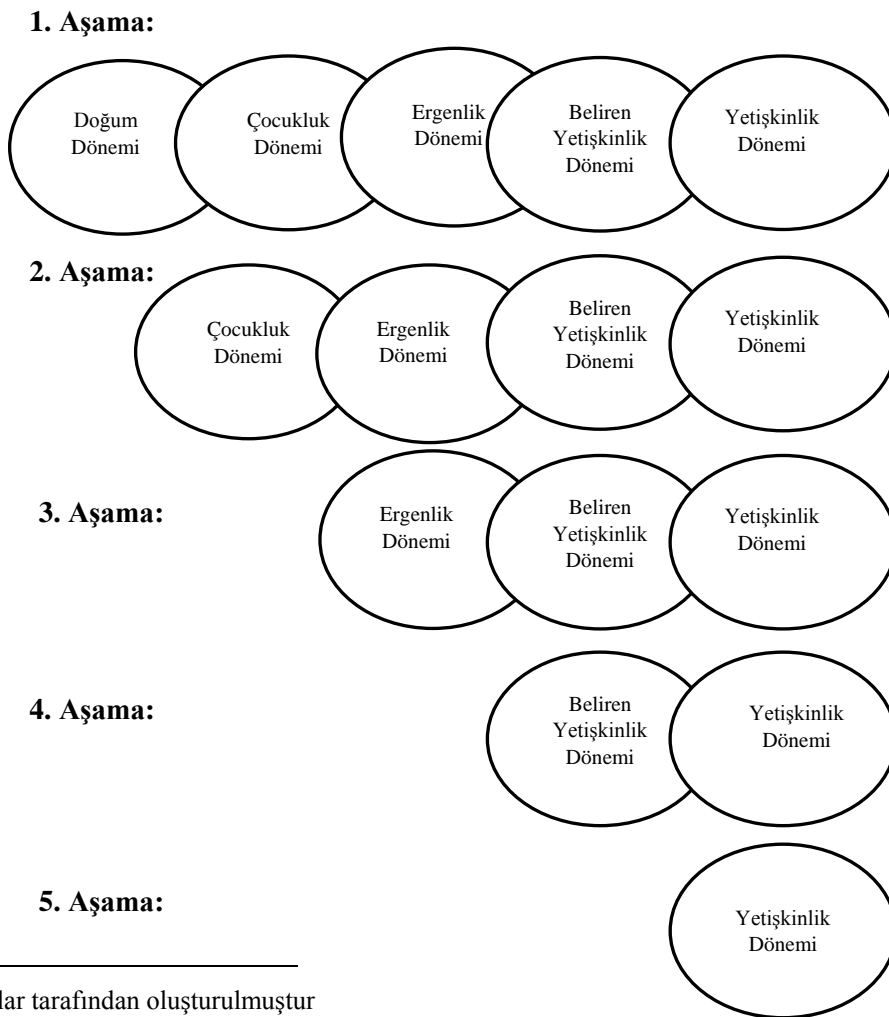 1. Aşama:
Doğum
Dönemi
Çocukluk
Dönemi
Ergenlik
Dönemi
Beliren
Yetişkinlik
Dönemi
Yetişkinlik
Dönemi
2. Aşama:
Çocukluk
Dönemi
Ergenlik
Dönemi
Beliren
Yetişkinlik
Dönemi
Yetişkinlik
Dönemi
3. Aşama:
Ergenlik
Dönemi
Beliren
Yetişkinlik
Dönemi
Yetişkinlik
Dönemi
4. Aşama:
Beliren
Yetişkinlik
Dönemi
Yetişkinlik
Dönemi
5. Aşama:
Yetişkinlik
Dönemi
lar tarafından oluşturulmuştur